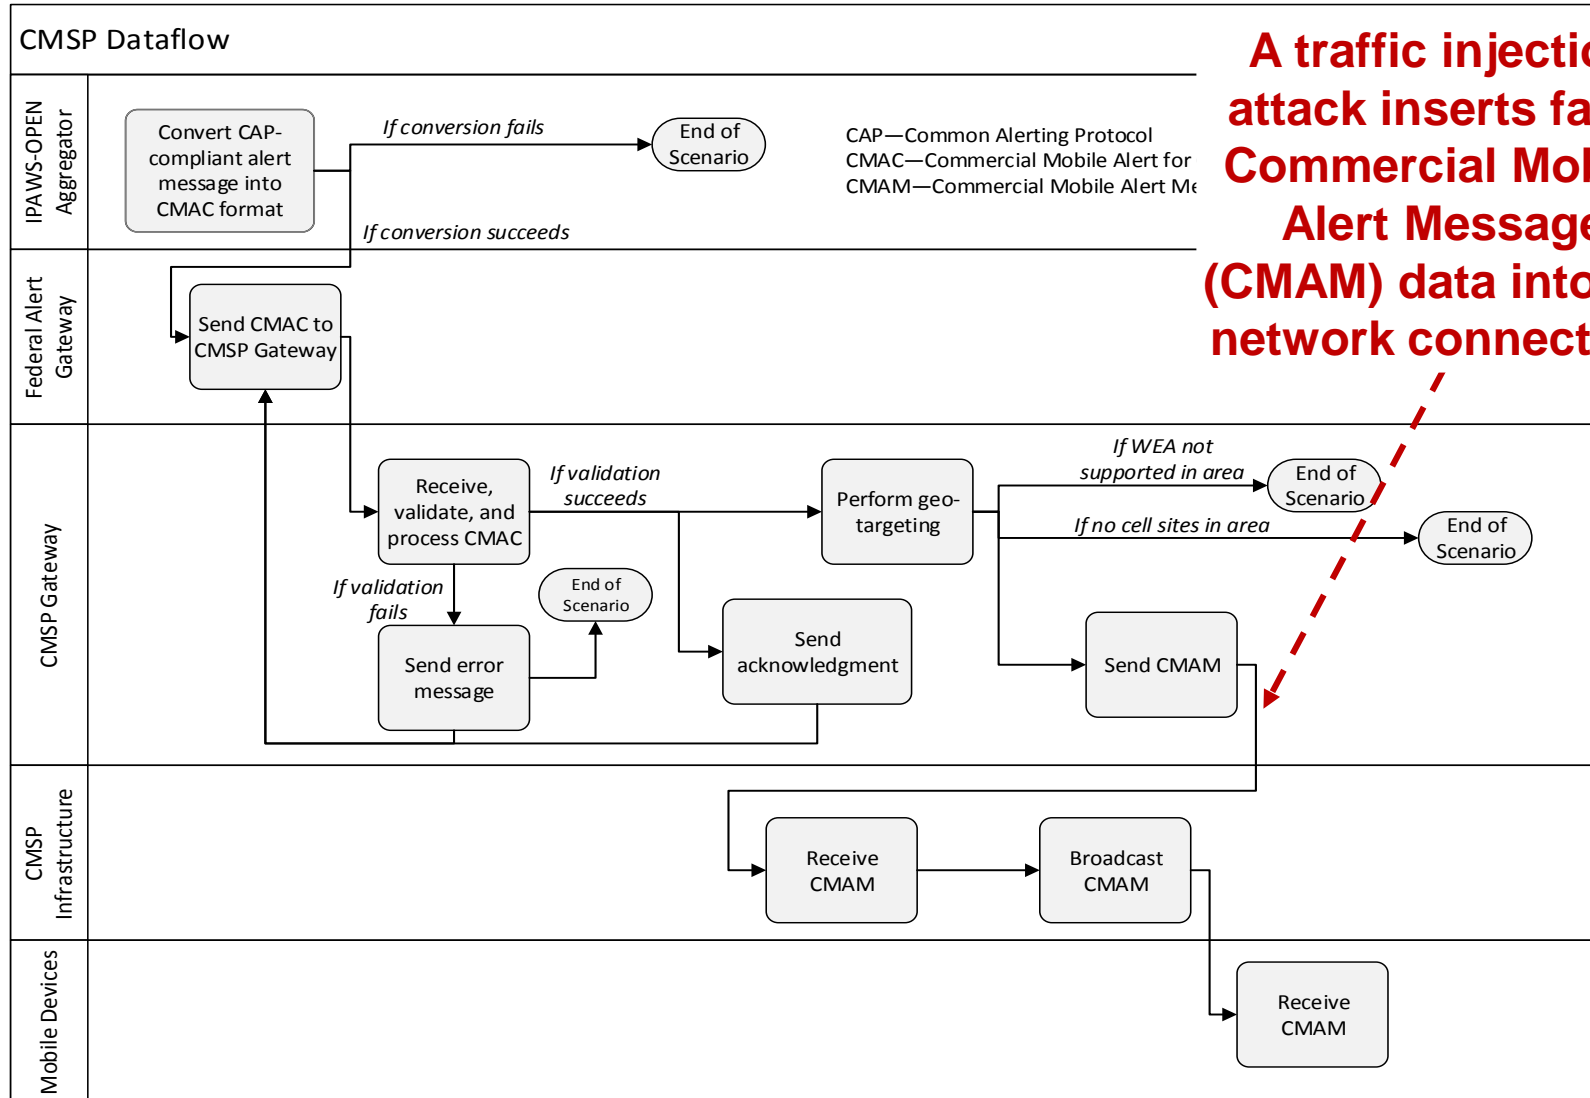 CMSP Dataflow
A traffic injectio
attack inserts fa
Commercial Mob
Alert Message
(CMAM) data into
network connect
IPAWS-OPEN
Aggregator
Convert CAP-
compliant alert
message into
CMAC format
If conversion fails
End of
Scenario
CAP—Common Alerting Protocol
CMAC—Commercial Mobile Alert for
CMAM—Commercial Mobile Alert Me
If conversion succeeds
Federal Alert
Gateway
Send CMAC to
CMSP Gateway
CMSP Gateway
Receive,
validate, and
process CMAC
If validation
succeeds
Perform geo-
targeting
If WEA not
supported in area
End of
Scenario
If no cell sites in area
End of
Scenario
If validation
fails
End of
Scenario
Send error
message
Send
acknowledgment
Send CMAM
CMSP
Infrastructure
Receive
CMAM
Broadcast
CMAM
Mobile Devices
Receive
CMAM